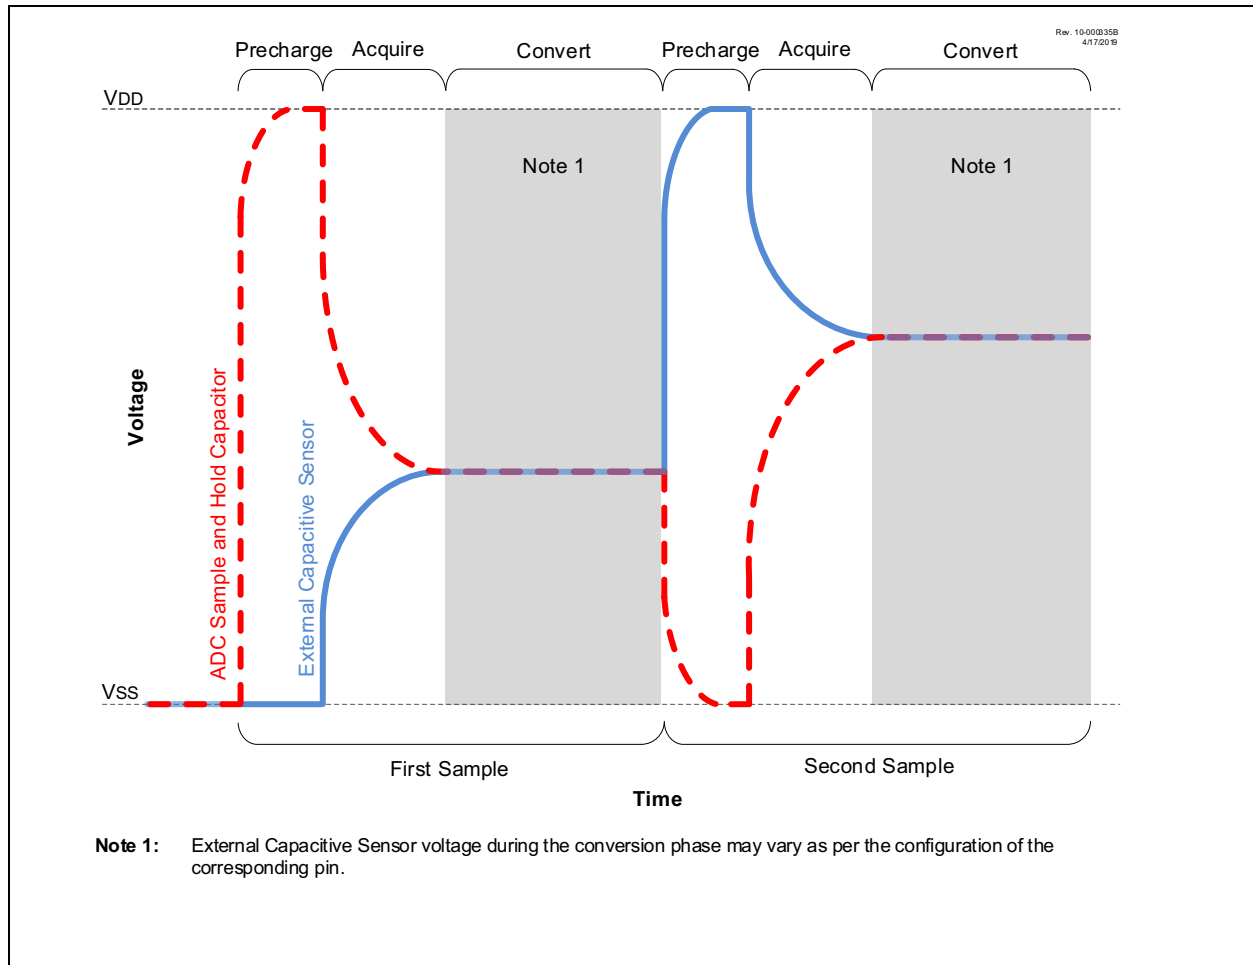 Rev. 10-000335B
4/17/2019
Precharge Acquire Convert Precharge Acquire Convert
VDD
Note 1 Note 1
Voltage
ADC Sample and Hold Capacitor
External Capacitive Sensor
VSS
First Sample Second Sample
Time
Note 1: External Capacitive Sensor voltage during the conversion phase may vary as per the configuration of the
corresponding pin.